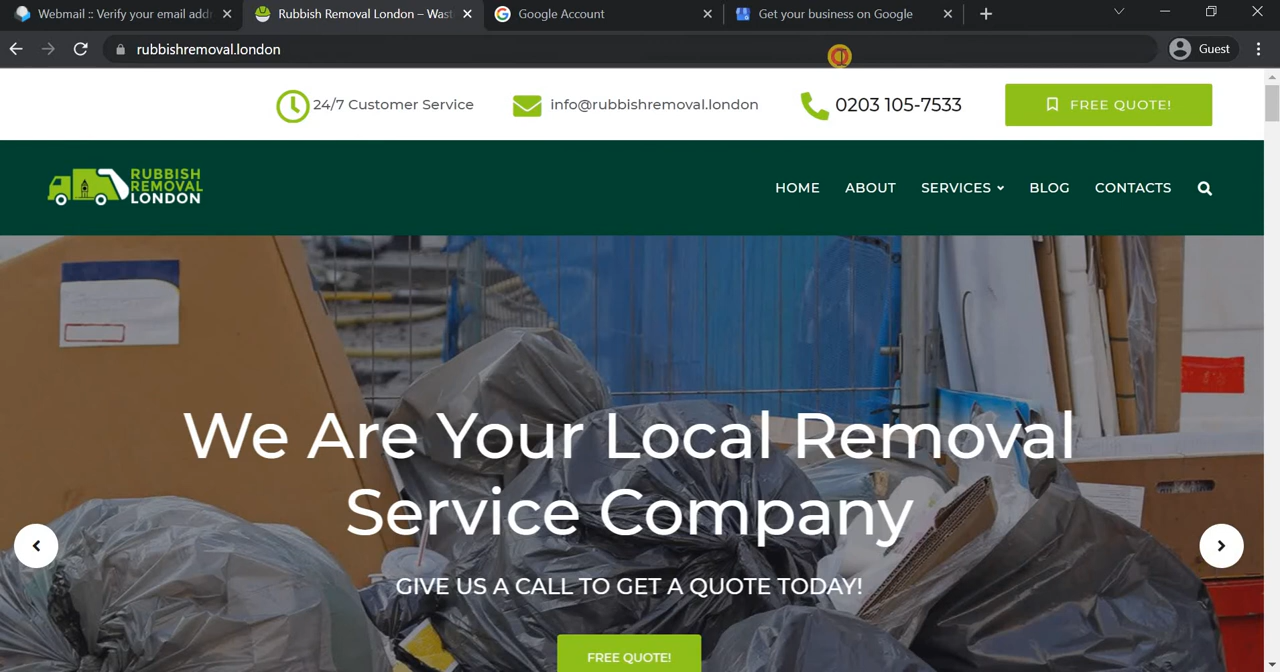 Webmail :: Verify your email add
Rubbish Removal London – Wast
Google Account
Get your business on Google
rubbishremoval.london
Guest
24/7 Customer Service
info@rubbishremoval.london
0203 105-7533
FREE QUOTE!
RUBBISH
REMOVAL
LONDON
HOME
ABOUT
SERVICES
BLOG
CONTACTS
We Are Your Local Removal
Service Company
GIVE US A CALL TO GET A QUOTE TODAY!
FREE QUOTE!